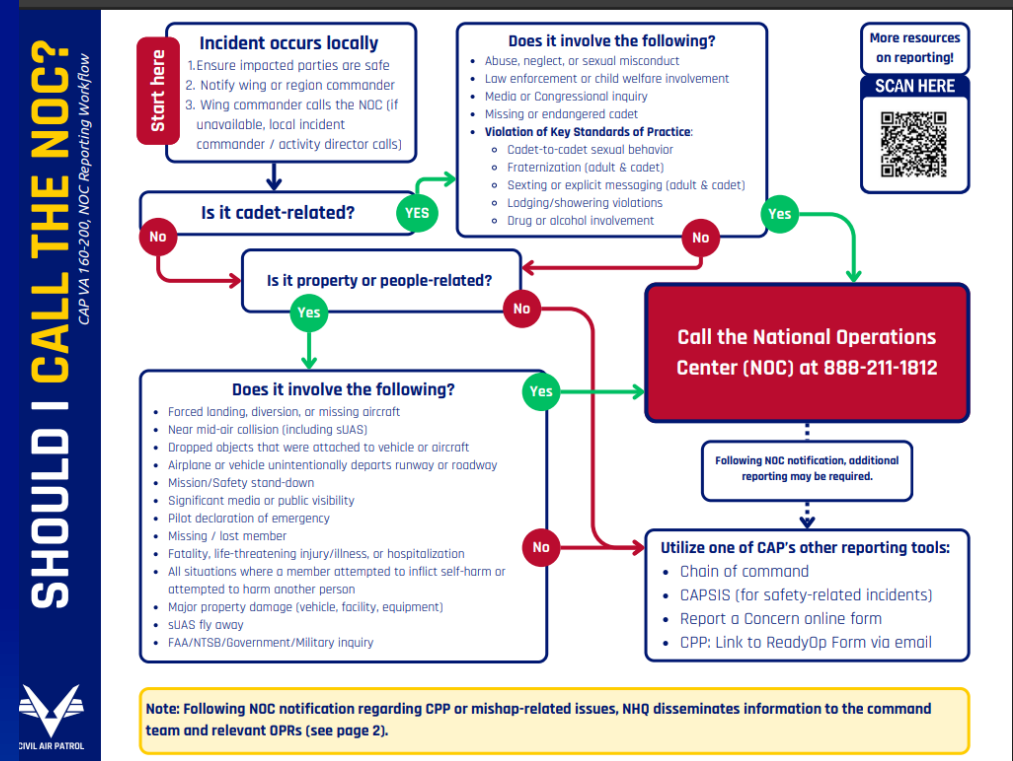 SHOULD I CALL THE NOC?
CAP VA 160-200, NOC Reporting Workflow
Start here
Incident occurs locally
1.Ensure impacted parties are safe
2. Notify wing or region commander
3. Wing commander calls the NOC (if
unavailable, local incident
commander / activity director calls)
Is it cadet-related?
YES
No
Does it involve the following?
• Abuse, neglect, or sexual misconduct
• Law enforcement or child welfare involvement
• Media or Congressional inquiry
• Missing or endangered cadet
• Violation of Key Standards of Practice:
◦ Cadet-to-cadet sexual behavior
◦ Fraternization (adult & cadet)
◦ Sexting or explicit messaging (adult & cadet)
◦ Lodging/showering violations
◦ Drug or alcohol involvement
Yes
No
More resources
on reporting!
SCAN HERE
Is it property or people-related?
Yes
No
Call the National Operations
Center (NOC) at 888-211-1812
Does it involve the following?
• Forced landing, diversion, or missing aircraft
• Near mid-air collision (including sUAS)
• Dropped objects that were attached to vehicle or aircraft
• Airplane or vehicle unintentionally departs runway or roadway
• Mission/Safety stand-down
• Significant media or public visibility
• Pilot declaration of emergency
• Missing / lost member
• Fatality, life-threatening injury/illness, or hospitalization
• All situations where a member attempted to inflict self-harm or
attempted to harm another person
• Major property damage (vehicle, facility, equipment)
• sUAS fly away
• FAA/NTSB/Government/Military inquiry
Yes
No
Following NOC notification, additional
reporting may be required.
Utilize one of CAP's other reporting tools:
• Chain of command
• CAPSIS (for safety-related incidents)
• Report a Concern online form
• CPP: Link to ReadyOp Form via email
Note: Following NOC notification regarding CPP or mishap-related issues, NHQ disseminates information to the command
team and relevant OPRs (see page 2).
CIVIL AIR PATROL